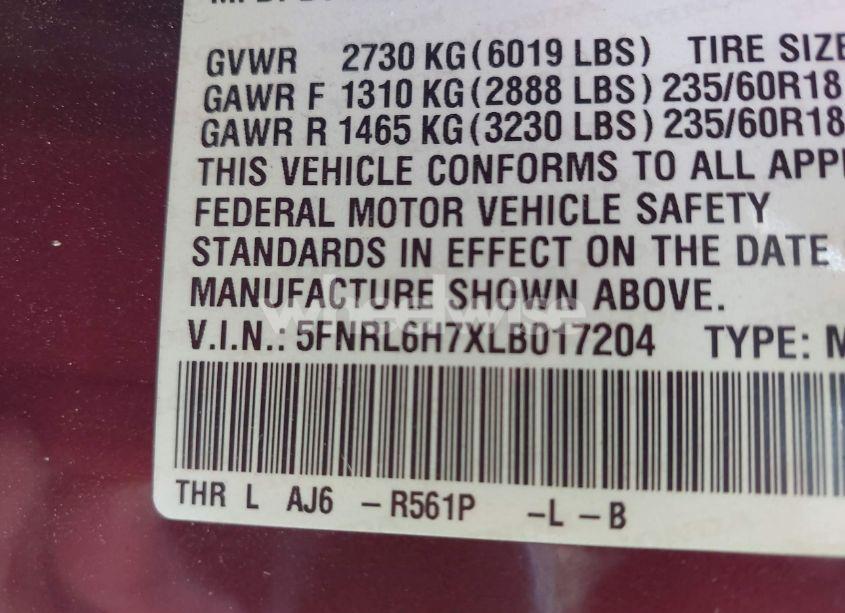 GVWR 2730 KG(6019 LBS) TIRE SIZE
GAWR F 1310 KG(2888 LBS) 235/60R18
GAWR R 1465 KG(3230 LBS) 235/60R18
THIS VEHICLE CONFORMS TO ALL APPL
FEDERAL MOTOR VEHICLE SAFETY
STANDARDS IN EFFECT ON THE DATE
MANUFACTURE SHOWN ABOVE.
wheelwise
V.I.N.: 5FNRL6H7XLB017204 TYPE: M
THR L AJ6 -R561P -L -B